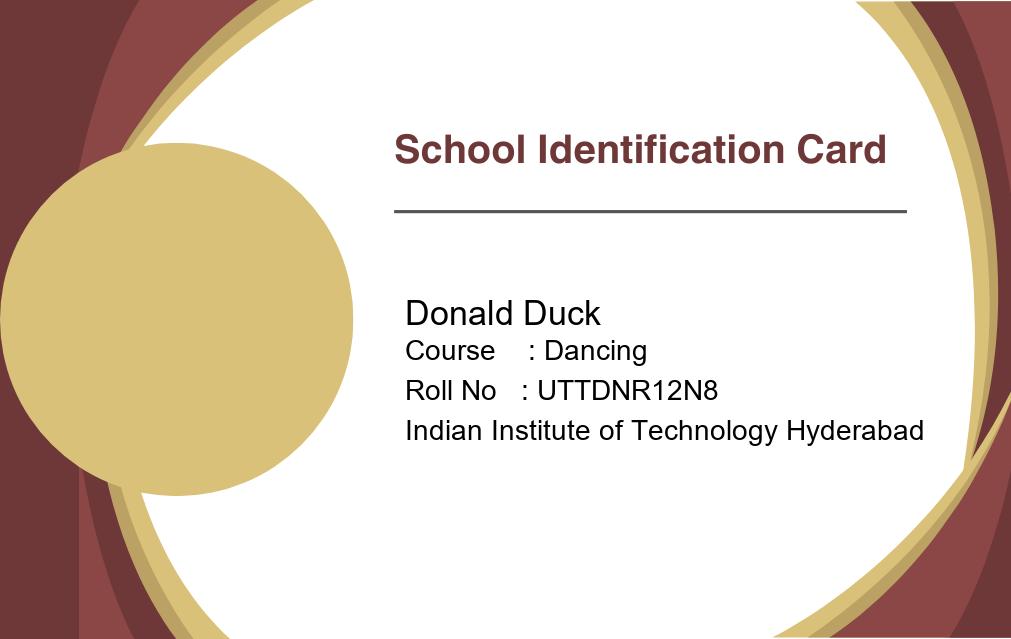 School Identification Card
Donald Duck
Course : Dancing
Roll No : UTTDNR12N8
Indian Institute of Technology Hyderabad